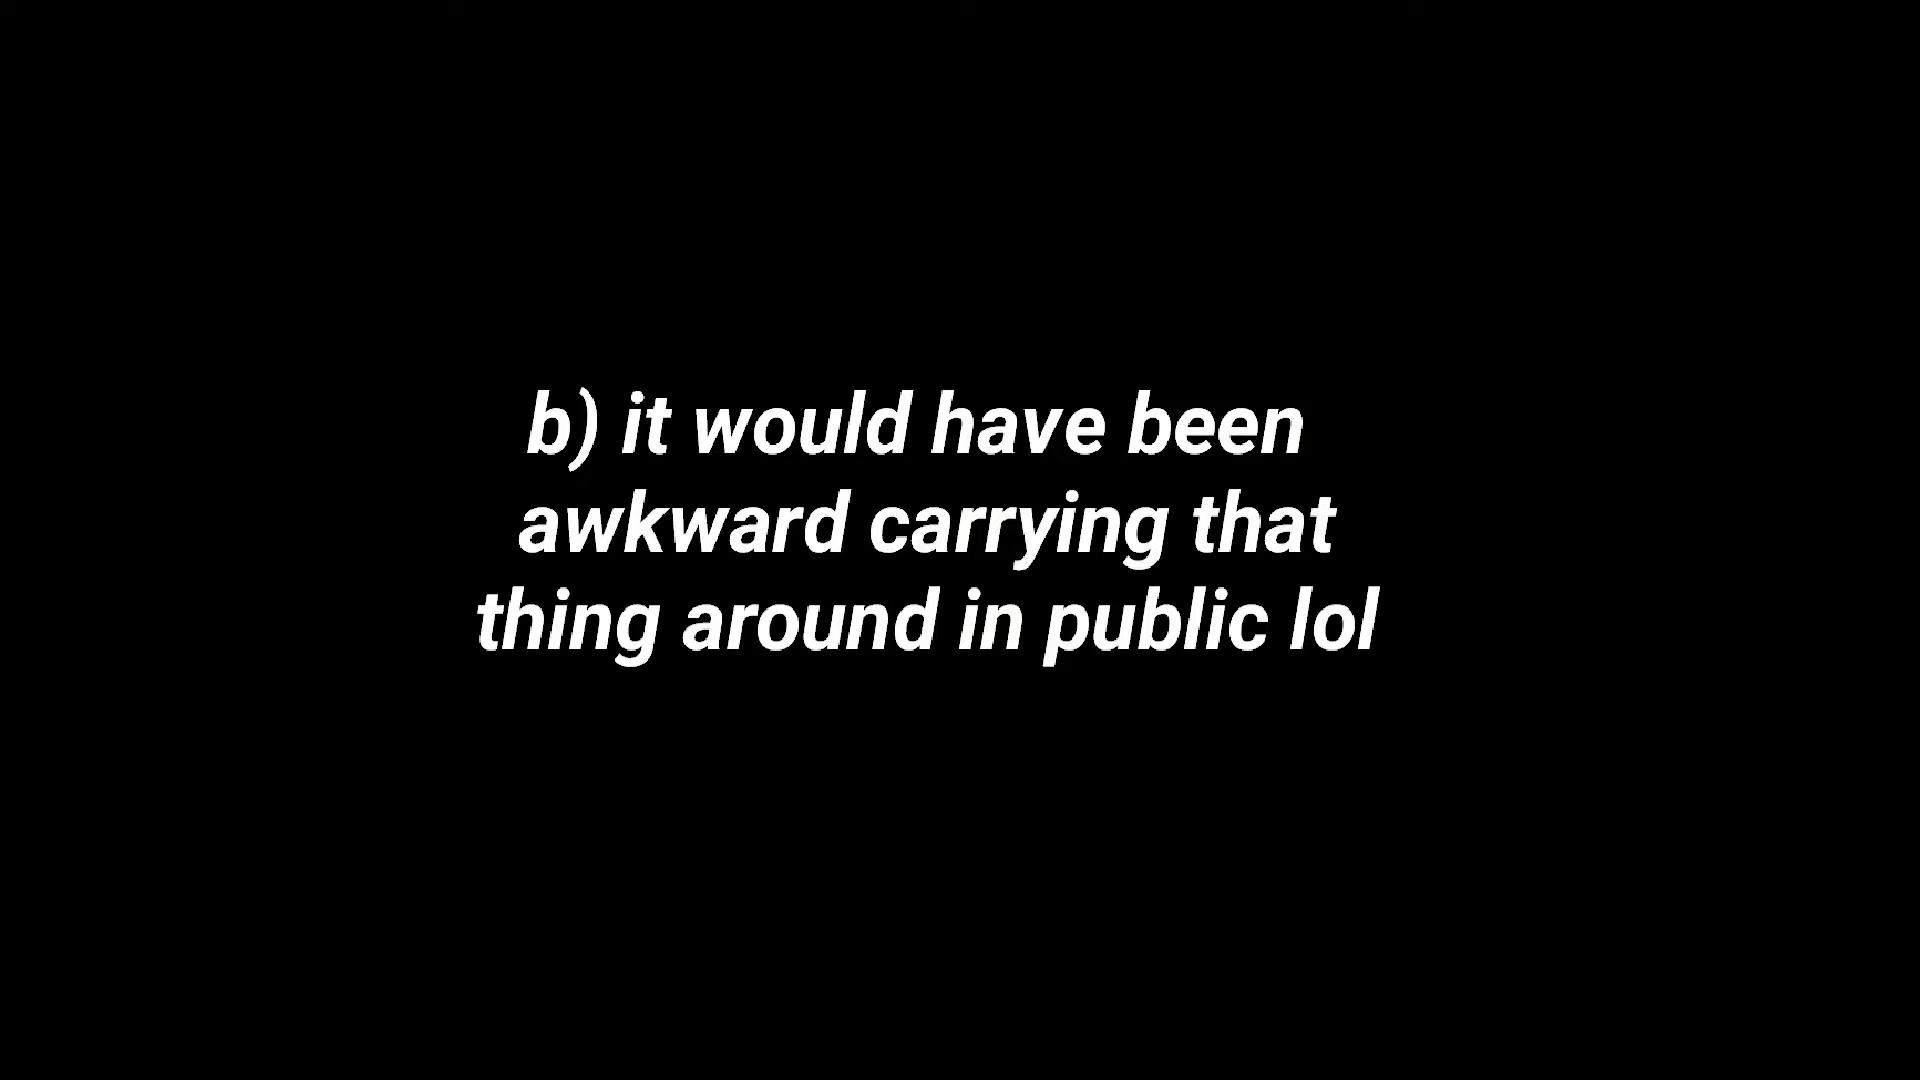 b) it would have been
awkward carrying that
thing around in public lol